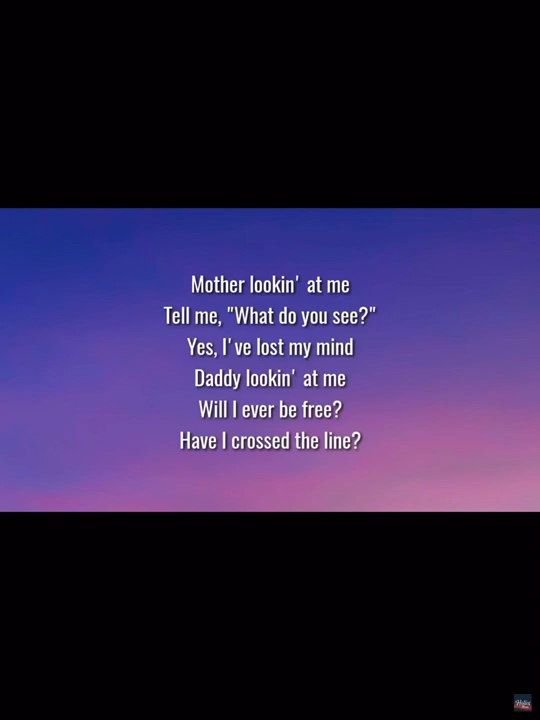 Mother lookin' at me
Tell me, "What do you see?"
Yes, I've lost my mind
Daddy lookin' at me
Will I ever be free?
Have I crossed the line?